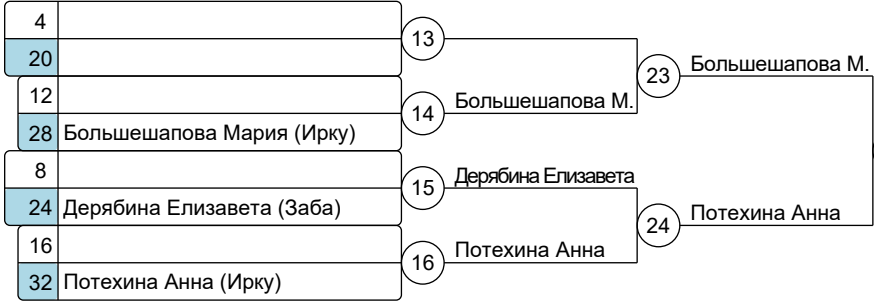 4
13
20
23
Большешапова М.
12
14
Большешапова М.
28 Большешапова Мария (Ирку)
8
15
Дерябина Елизавета
24 Дерябина Елизавета (Заба)
24
Потехина Анна
16
16
Потехина Анна
32 Потехина Анна (Ирку)